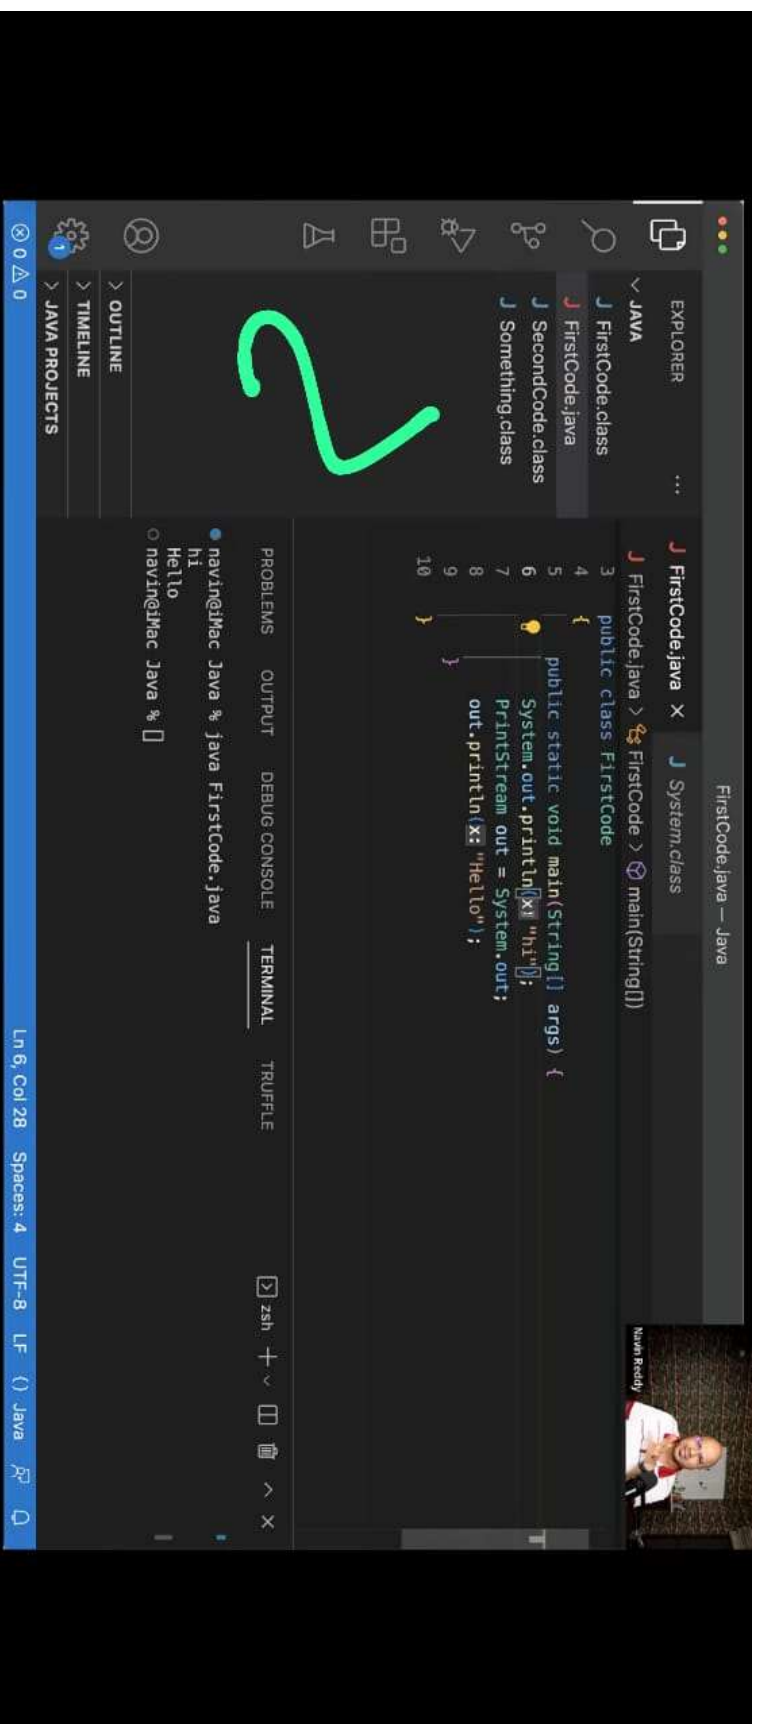 FirstCode.java — Java
EXPLORER
...
JAVA
FirstCode.class
FirstCode.java
SecondCode.class
Something.class
OUTLINE
TIMELINE
JAVA PROJECTS
2
FirstCode.java
System.class
FirstCode.java > FirstCode > main(String[])
3 public class FirstCode
4 {
5 public static void main(String[] args) {
6 System.out.println(x: "hi");
7 PrintStream out = System.out;
8 out.println(x: "Hello");
9 }
10 }
PROBLEMS OUTPUT DEBUG CONSOLE TERMINAL TRUFFLE
zsh
navin@iMac Java % java FirstCode.java
hi
Hello
navin@iMac Java %
Navin Reddy
1
0 0
Ln 6, Col 28 Spaces: 4 UTF-8 LF {} Java